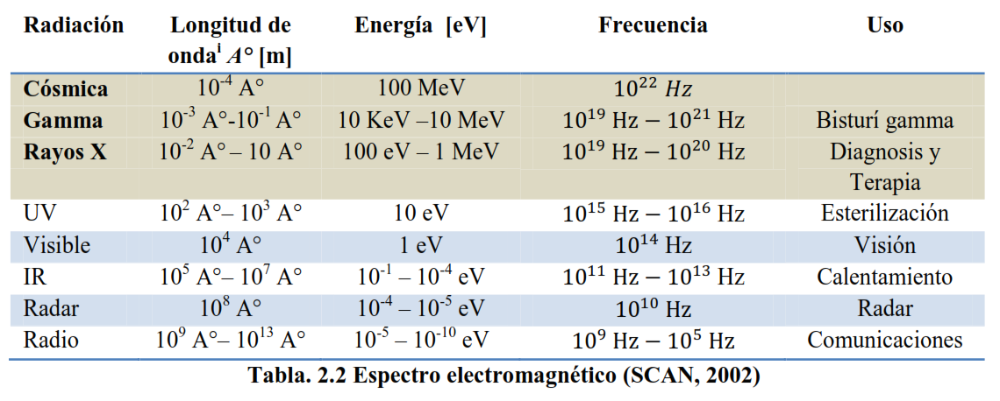 Radiación Longitud de onda^i A° [m] Energía [eV] Frecuencia Uso
Cósmica 10^-4 A° 100 MeV 10^22 Hz
Gamma 10^-3 A°-10^-1 A° 10 KeV –10 MeV 10^19 Hz − 10^21 Hz Bisturí gamma
Rayos X 10^-2 A° – 10 A° 100 eV – 1 MeV 10^19 Hz − 10^20 Hz Diagnosis y Terapia
UV 10^2 A°– 10^3 A° 10 eV 10^15 Hz − 10^16 Hz Esterilización
Visible 10^4 A° 1 eV 10^14 Hz Visión
IR 10^5 A°– 10^7 A° 10^-1 – 10^-4 eV 10^11 Hz − 10^13 Hz Calentamiento
Radar 10^8 A° 10^-4 – 10^-5 eV 10^10 Hz Radar
Radio 10^9 A°– 10^13 A° 10^-5 – 10^-10 eV 10^9 Hz − 10^5 Hz Comunicaciones
Tabla. 2.2 Espectro electromagnético (SCAN, 2002)